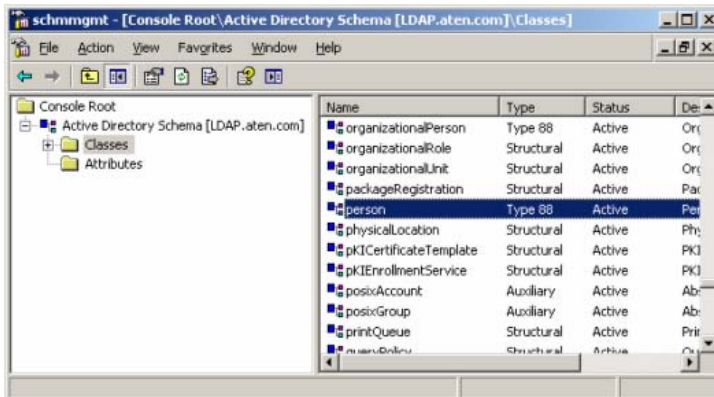 schmmgmt - [Console Root\Active Directory Schema [LDAP.aten.com]\Classes]
File Action View Favorites Window Help
Console Root
Active Directory Schema [LDAP.aten.com]
Classes
Attributes
Name Type Status
organizationalPerson Type 88 Active
organizationalRole Structural Active
organizationalUnit Structural Active
packageRegistration Structural Active
person Type 88 Active
physicalLocation Structural Active
pKICertificateTemplate Structural Active
pKIEnrollmentService Structural Active
posixAccount Auxiliary Active
posixGroup Auxiliary Active
printQueue Structural Active
queryPolicy Structural Active